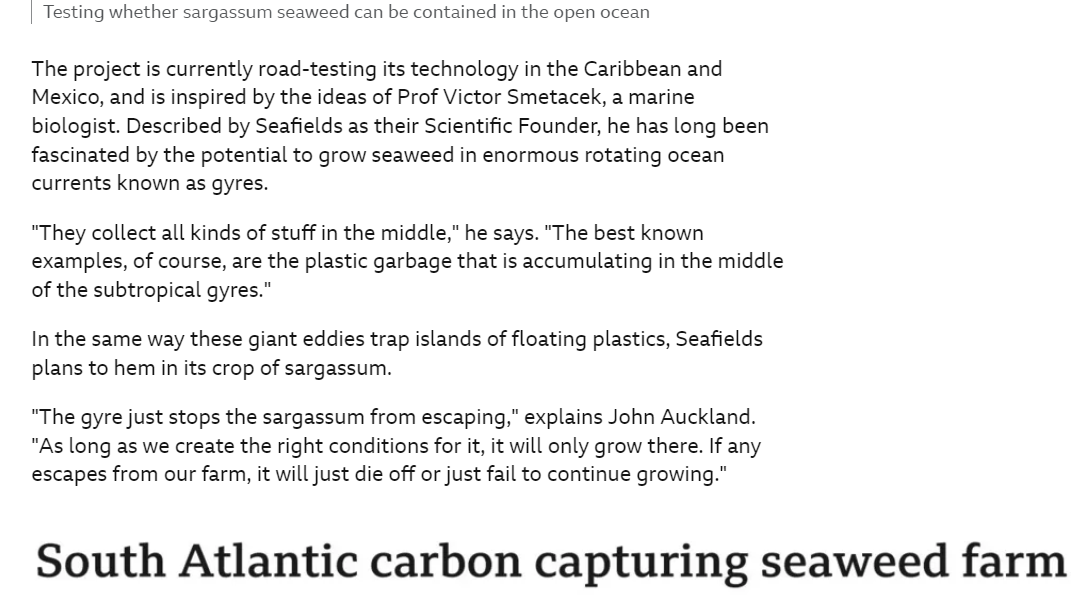 Testing whether sargassum seaweed can be contained in the open ocean
The project is currently road-testing its technology in the Caribbean and
Mexico, and is inspired by the ideas of Prof Victor Smetacek, a marine
biologist. Described by Seafields as their Scientific Founder, he has long been
fascinated by the potential to grow seaweed in enormous rotating ocean
currents known as gyres.
"They collect all kinds of stuff in the middle," he says. "The best known
examples, of course, are the plastic garbage that is accumulating in the middle
of the subtropical gyres."
In the same way these giant eddies trap islands of floating plastics, Seafields
plans to hem in its crop of sargassum.
"The gyre just stops the sargassum from escaping," explains John Auckland.
"As long as we create the right conditions for it, it will only grow there. If any
escapes from our farm, it will just die off or just fail to continue growing."
South Atlantic carbon capturing seaweed farm